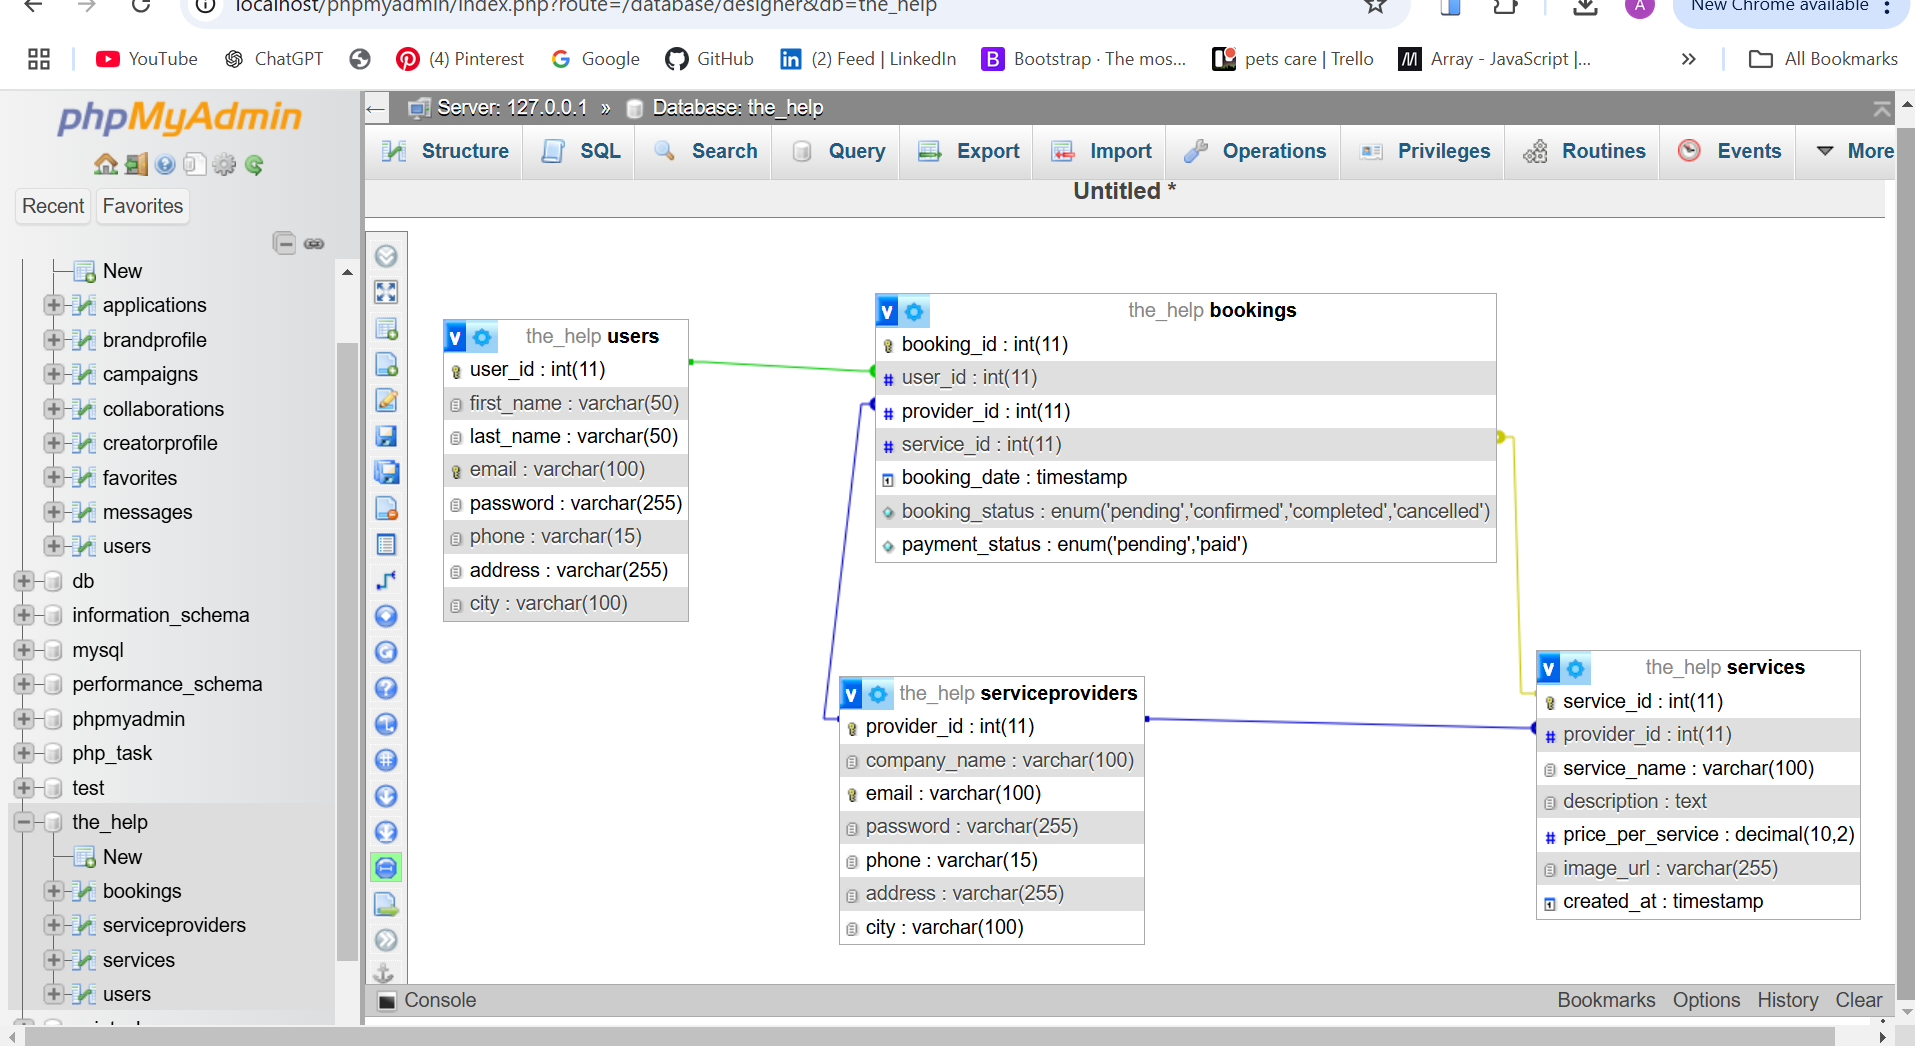 localhost/phpmyadmin/index.php?route=/database/designer&db=the_help
A
New Chrome available
YouTube
ChatGPT
(4) Pinterest
Google
GitHub
(2) Feed | LinkedIn
B Bootstrap · The mos...
pets care | Trello
Array - JavaScript |...
»
All Bookmarks
phpMyAdmin
Recent
Favorites
New
applications
brandprofile
campaigns
collaborations
creatorprofile
favorites
messages
users
db
information_schema
mysql
performance_schema
phpmyadmin
php_task
test
the_help
New
bookings
serviceproviders
services
users
Server: 127.0.0.1 » Database: the_help
Structure
SQL
Search
Query
Export
Import
Operations
Privileges
Routines
Events
More
Untitled *
v the_help users
user_id : int(11)
first_name : varchar(50)
last_name : varchar(50)
email : varchar(100)
password : varchar(255)
phone : varchar(15)
address : varchar(255)
city : varchar(100)
v the_help bookings
booking_id : int(11)
# user_id : int(11)
# provider_id : int(11)
# service_id : int(11)
booking_date : timestamp
booking_status : enum('pending','confirmed','completed','cancelled')
payment_status : enum('pending','paid')
v the_help serviceproviders
provider_id : int(11)
company_name : varchar(100)
email : varchar(100)
password : varchar(255)
phone : varchar(15)
address : varchar(255)
city : varchar(100)
v the_help services
service_id : int(11)
# provider_id : int(11)
service_name : varchar(100)
description : text
# price_per_service : decimal(10,2)
image_url : varchar(255)
created_at : timestamp
Console
Bookmarks Options History Clear